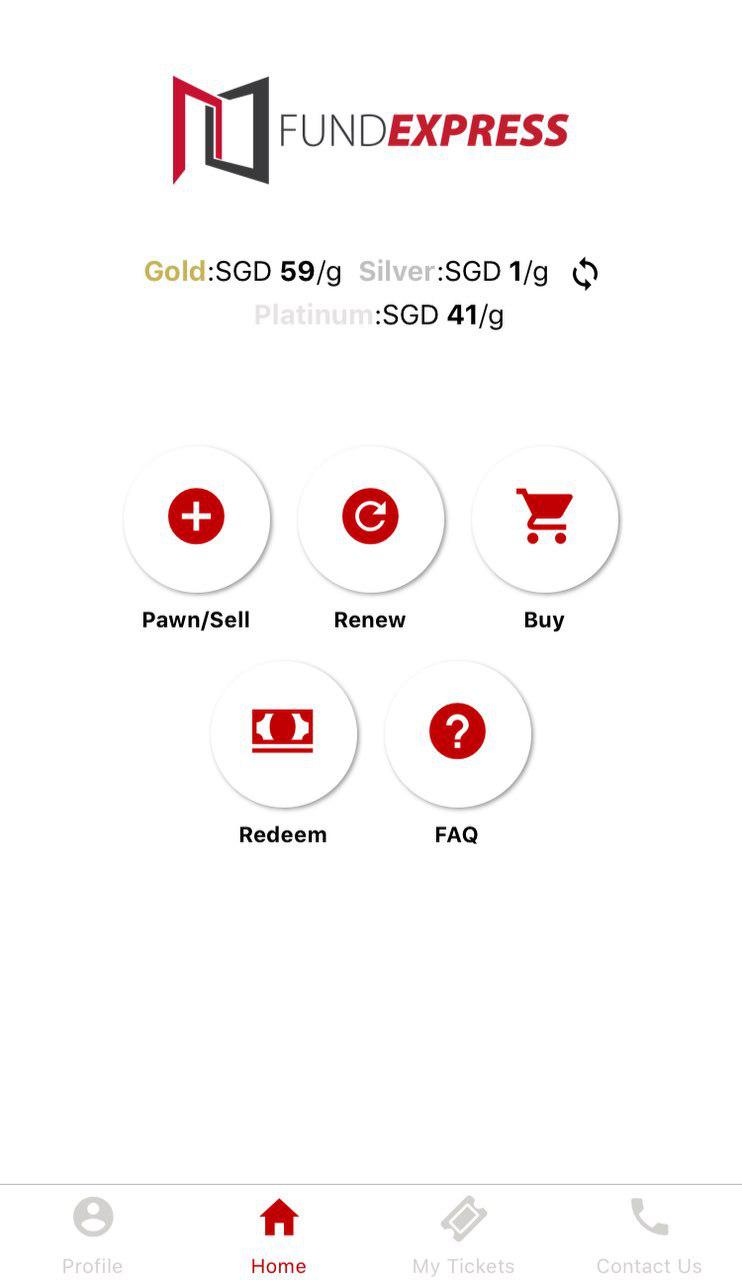 FUNDEXPRESS
Gold:SGD 59/g Silver:SGD 1/g
Platinum:SGD 41/g
Pawn/Sell Renew Buy
Redeem FAQ
Profile Home My Tickets Contact Us